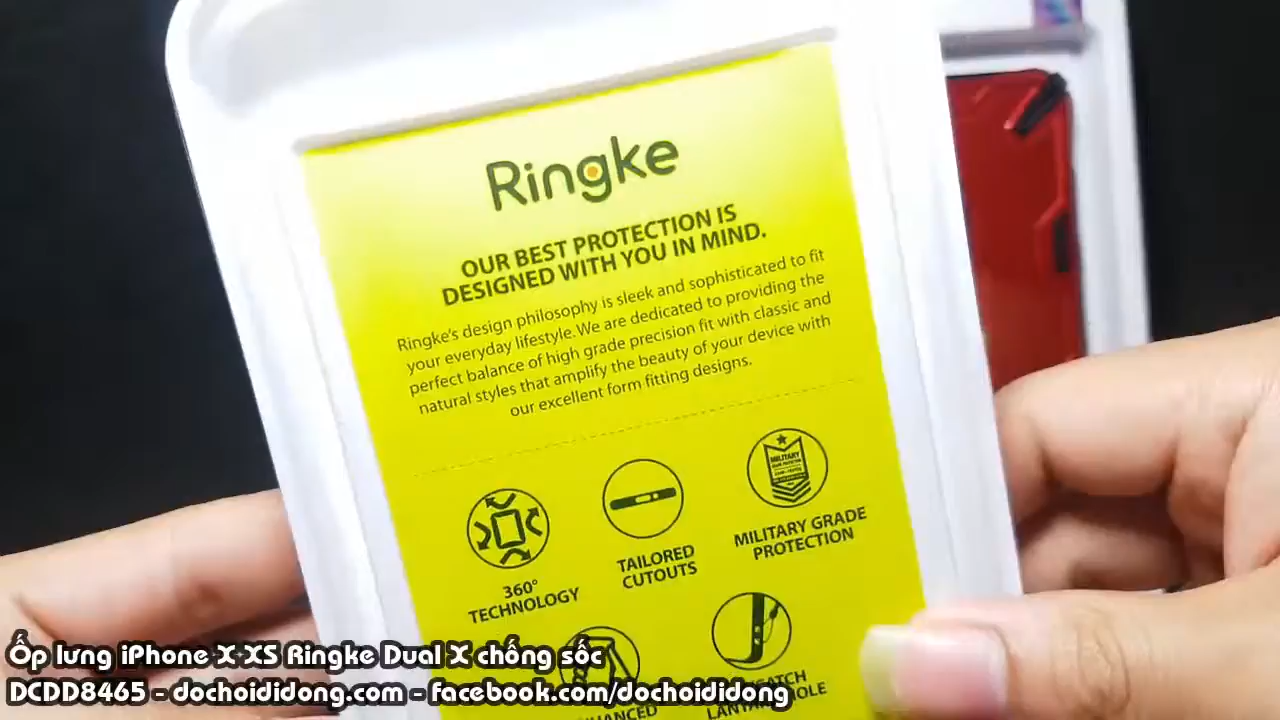 Ringke
OUR BEST PROTECTION IS
DESIGNED WITH YOU IN MIND.
Ringke's design philosophy is sleek and sophisticated to fit
your everyday lifestyle. We are dedicated to providing the
perfect balance of high grade precision fit with classic and
natural styles that amplify the beauty of your device with
our excellent form fitting designs.
MILITARY
360°
TECHNOLOGY
TAILORED
CUTOUTS
MILITARY GRADE
PROTECTION
Ốp lưng iPhone X XS Ringke Dual X chống sốc
DCDD8465 - dochoididong.com - facebook.com/dochoididong